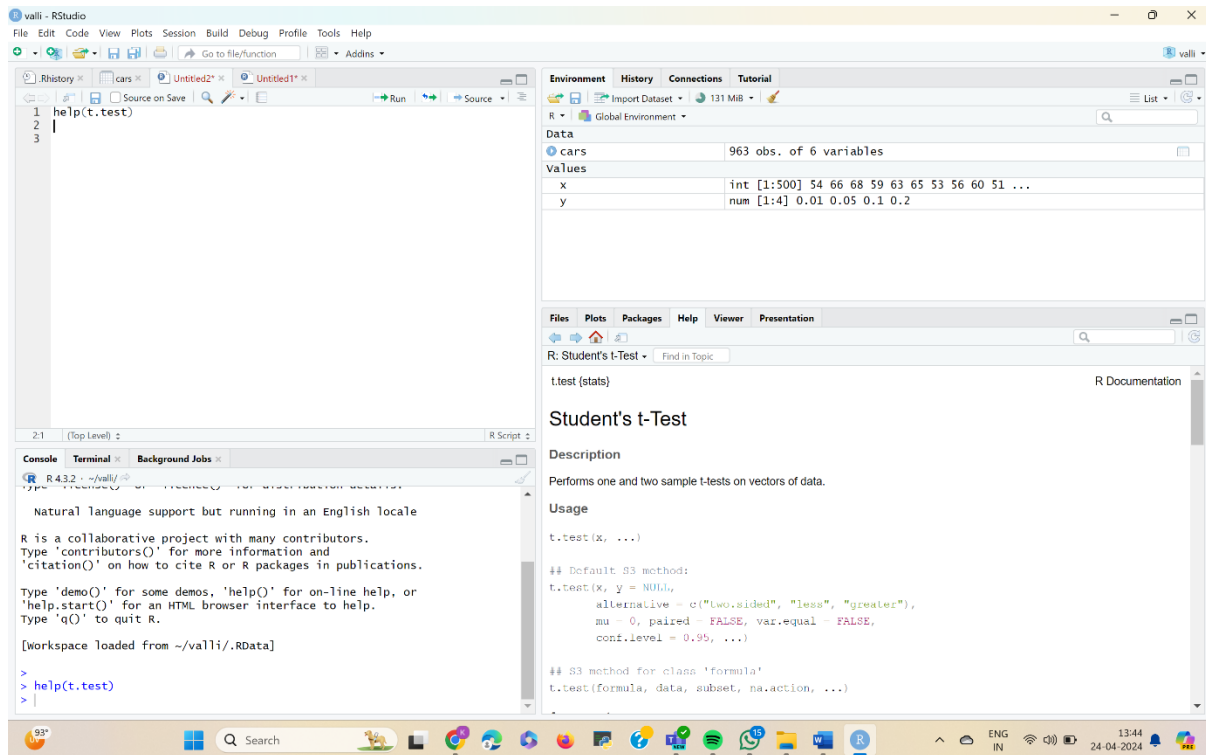 valli - RStudio
File Edit Code View Plots Session Build Debug Profile Tools Help
Go to file/function Addins valli
.Rhistory cars Untitled2* Untitled1*
Source on Save Run Source
1 help(t.test)
2
3
2:1 (Top Level) R Script
Console Terminal Background Jobs
R 4.3.2 · ~/valli/
Natural language support but running in an English locale
R is a collaborative project with many contributors.
Type 'contributors()' for more information and
'citation()' on how to cite R or R packages in publications.
Type 'demo()' for some demos, 'help()' for on-line help, or
'help.start()' for an HTML browser interface to help.
Type 'q()' to quit R.
[Workspace loaded from ~/valli/.RData]
>
> help(t.test)
>
Environment History Connections Tutorial
Import Dataset 131 MiB List
R Global Environment
Data
cars 963 obs. of 6 variables
Values
x int [1:500] 54 66 68 59 63 65 53 56 60 51 ...
y num [1:4] 0.01 0.05 0.1 0.2
Files Plots Packages Help Viewer Presentation
R: Student's t-Test Find in Topic
t.test {stats} R Documentation
Student's t-Test
Description
Performs one and two sample t-tests on vectors of data.
Usage
t.test(x, ...)
## Default S3 method:
t.test(x, y = NULL,
alternative = c("two.sided", "less", "greater"),
mu = 0, paired = FALSE, var.equal = FALSE,
conf.level = 0.95, ...)
## S3 method for class 'formula'
t.test(formula, data, subset, na.action, ...)
93° Search 15 ENG 13:44
IN 24-04-2024